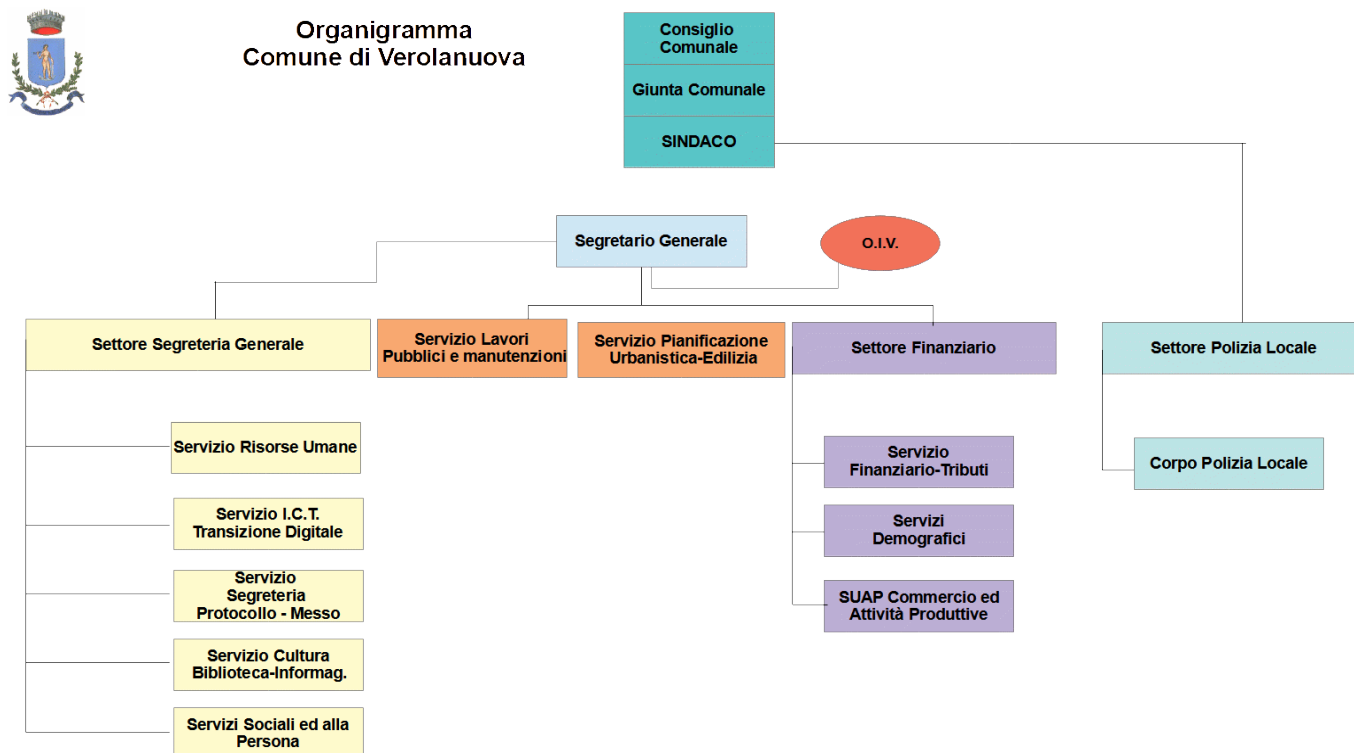 Organigramma
Comune di Verolanuova
Consiglio
Comunale
Giunta Comunale
SINDACO
Segretario Generale
O.I.V.
Settore Segreteria Generale
Servizio Lavori
Pubblici e manutenzioni
Servizio Pianificazione
Urbanistica-Edilizia
Settore Finanziario
Settore Polizia Locale
Servizio Risorse Umane
Servizio I.C.T.
Transizione Digitale
Servizio
Segreteria
Protocollo - Messo
Servizio Cultura
Biblioteca-Informag.
Servizi Sociali ed alla
Persona
Servizio
Finanziario-Tributi
Servizi
Demografici
SUAP Commercio ed
Attività Produttive
Corpo Polizia Locale